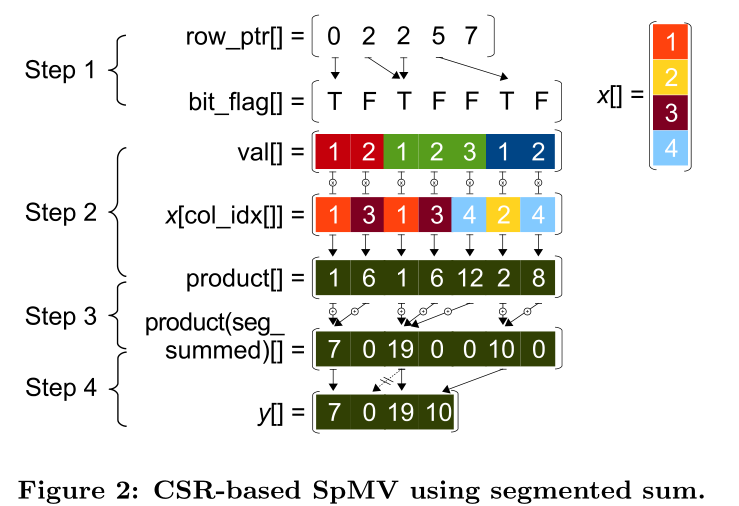 row_ptr[] = 0 2 2 5 7
Step 1
bit_flag[] = T F T F F T F
x[] = 1 2 3 4
val[] = 1 2 1 2 3 1 2
Step 2
x[col_idx[]] = 1 3 1 3 4 2 4
product[] = 1 6 1 6 12 2 8
Step 3
product(seg_
summed)[] = 7 0 19 0 0 10 0
Step 4
y[] = 7 0 19 10
Figure 2: CSR-based SpMV using segmented sum.